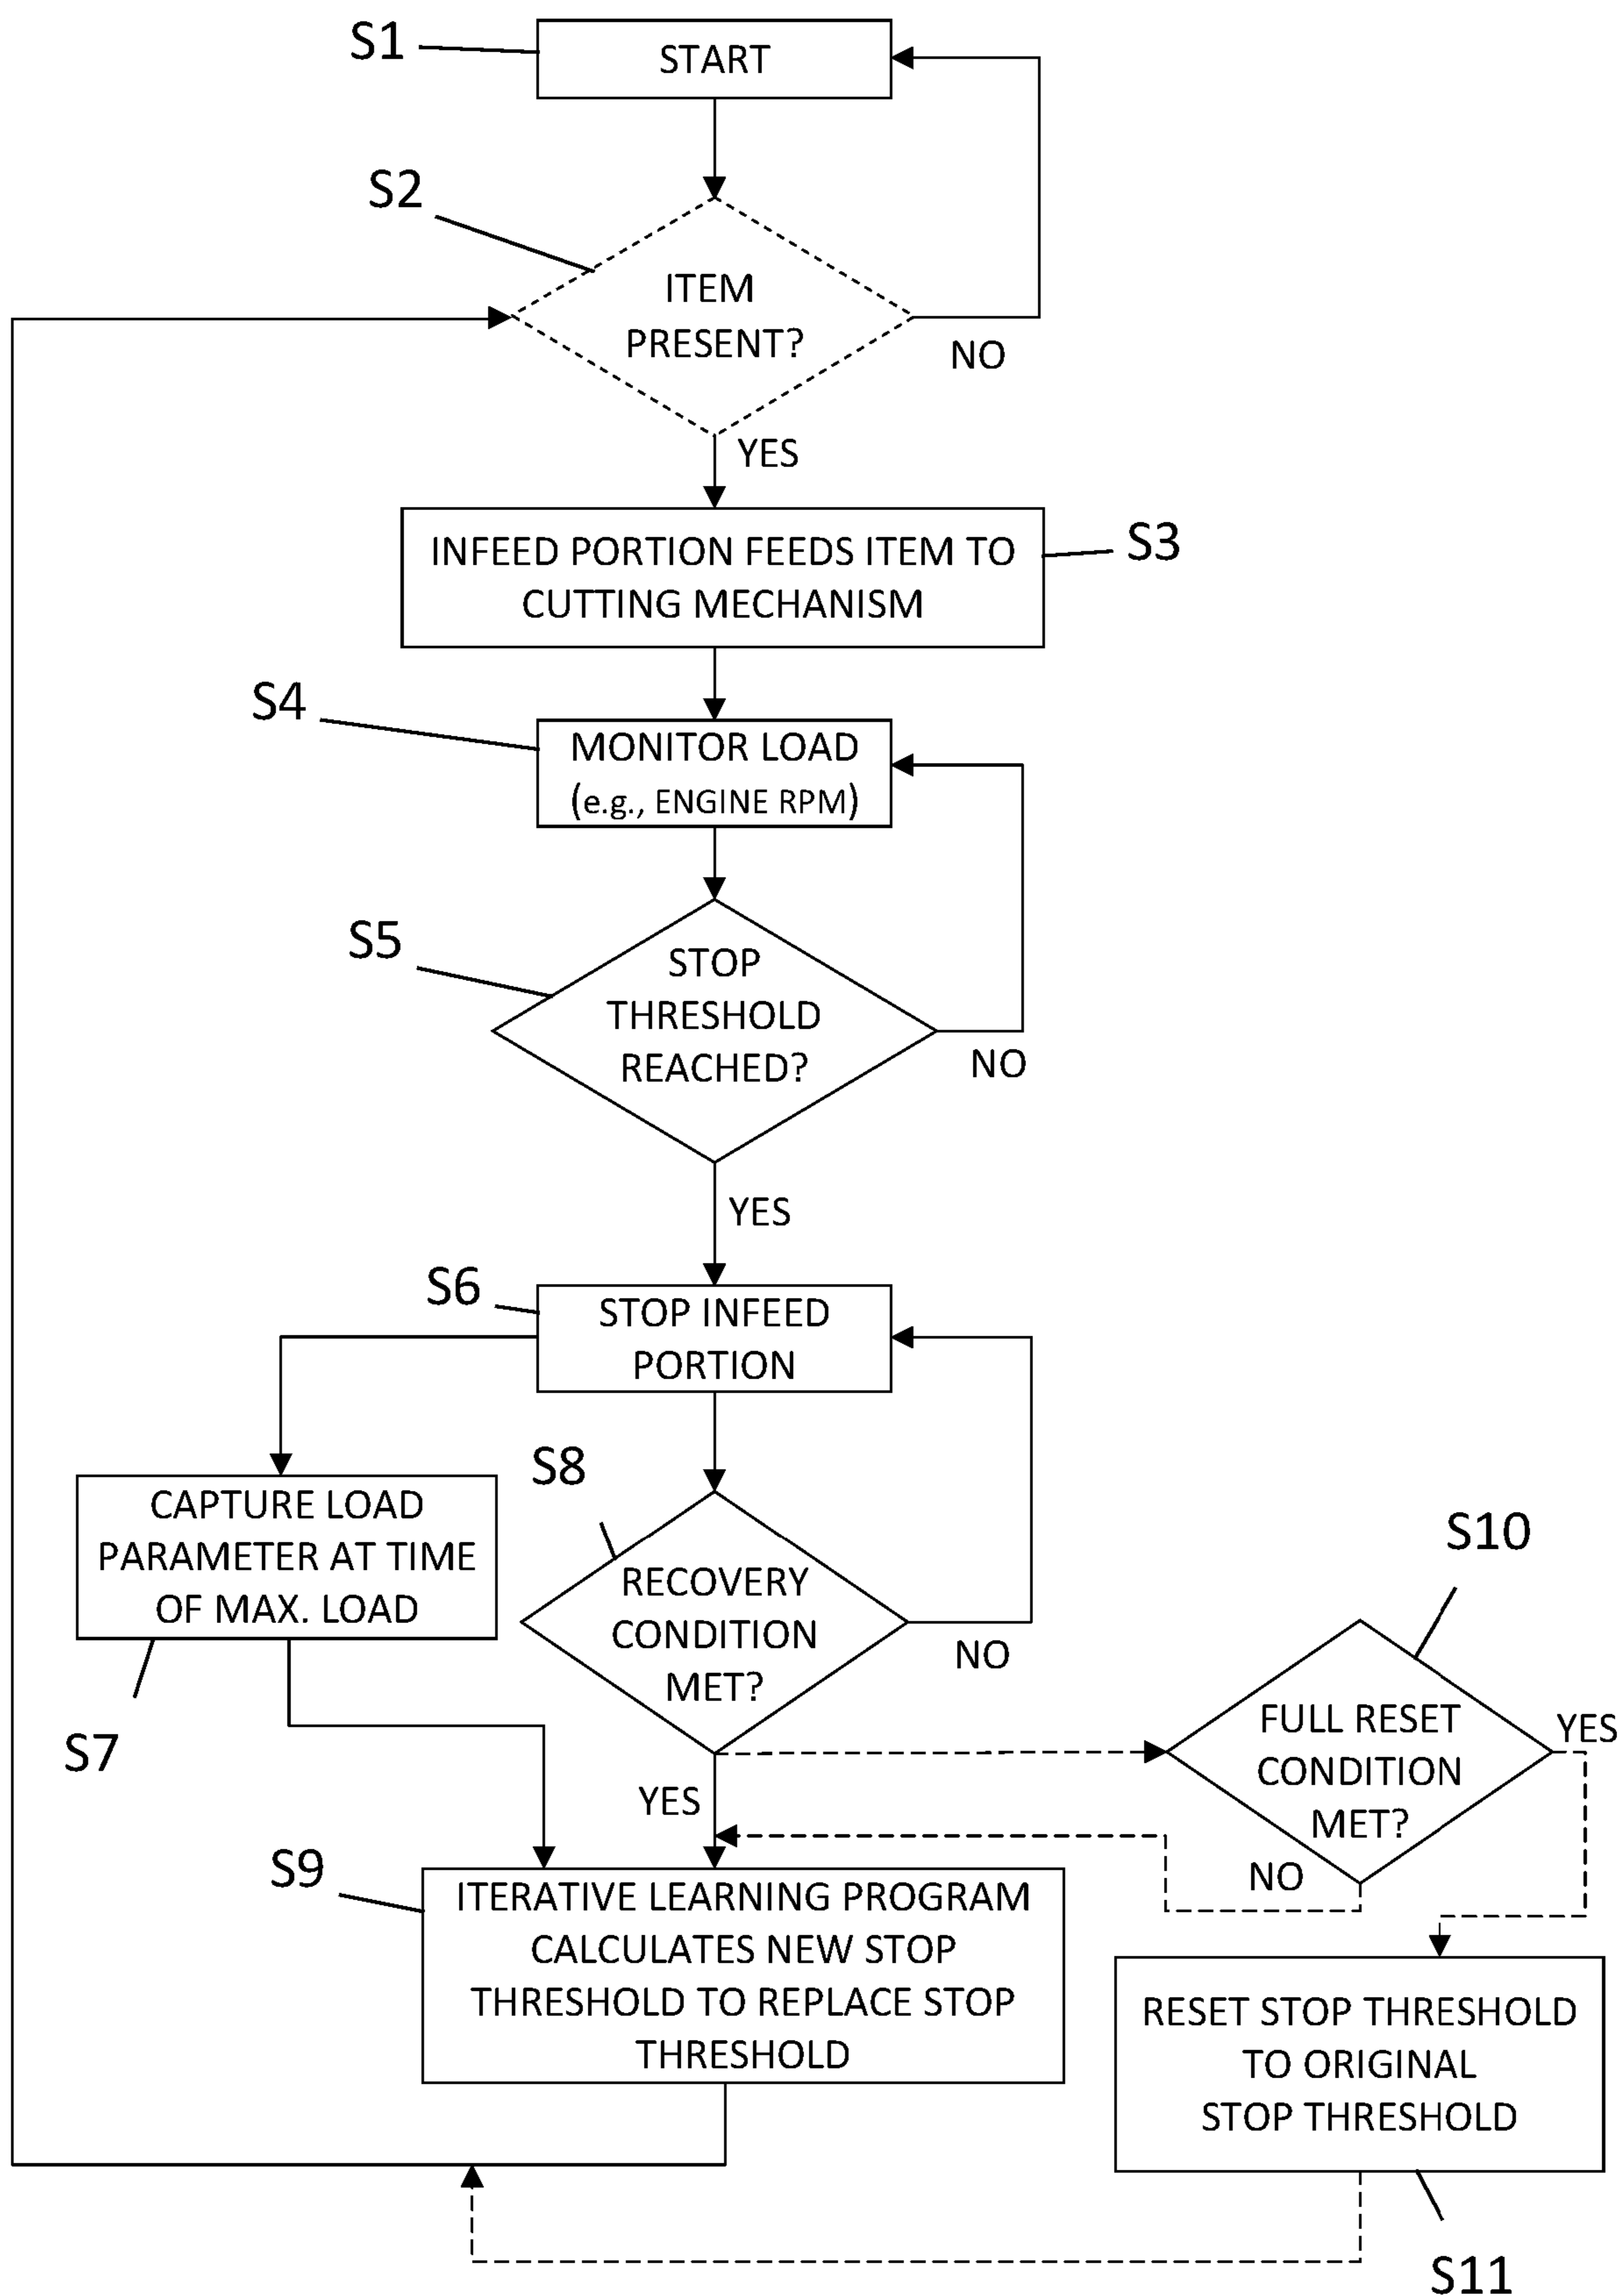 S1
START
S2
ITEM
PRESENT?
NO
YES
INFEED PORTION FEEDS ITEM TO
CUTTING MECHANISM
S3
S4
MONITOR LOAD
(e.g., ENGINE RPM)
S5
STOP
THRESHOLD
REACHED?
NO
YES
S6
STOP INFEED
PORTION
CAPTURE LOAD
PARAMETER AT TIME
OF MAX. LOAD
S7
S8
RECOVERY
CONDITION
MET?
NO
YES
S10
FULL RESET
CONDITION
MET?
YES
NO
S9
ITERATIVE LEARNING PROGRAM
CALCULATES NEW STOP
THRESHOLD TO REPLACE STOP
THRESHOLD
RESET STOP THRESHOLD
TO ORIGINAL
STOP THRESHOLD
S11